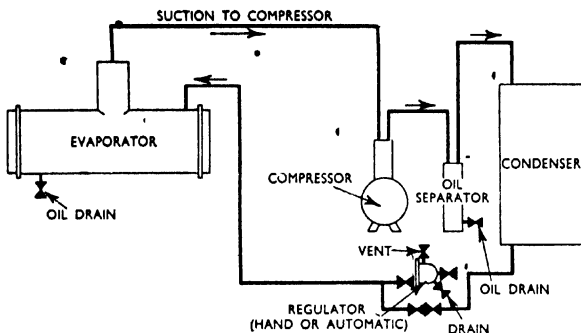 SUCTION TO COMPRESSOR
EVAPORATOR
OIL DRAIN
COMPRESSOR
OIL
SEPARATOR
CONDENSER
VENT
OIL DRAIN
REGULATOR
(HAND OR AUTOMATIC)
DRAIN